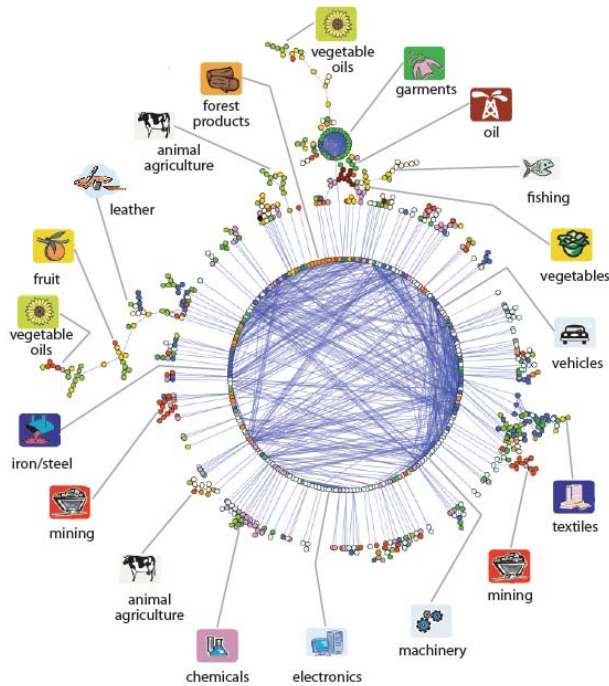 vegetable
oils
garments
forest
products
oil
animal
agriculture
fishing
leather
vegetables
fruit
vegetable
oils
vehicles
iron/steel
textiles
mining
mining
animal
agriculture
machinery
chemicals
electronics